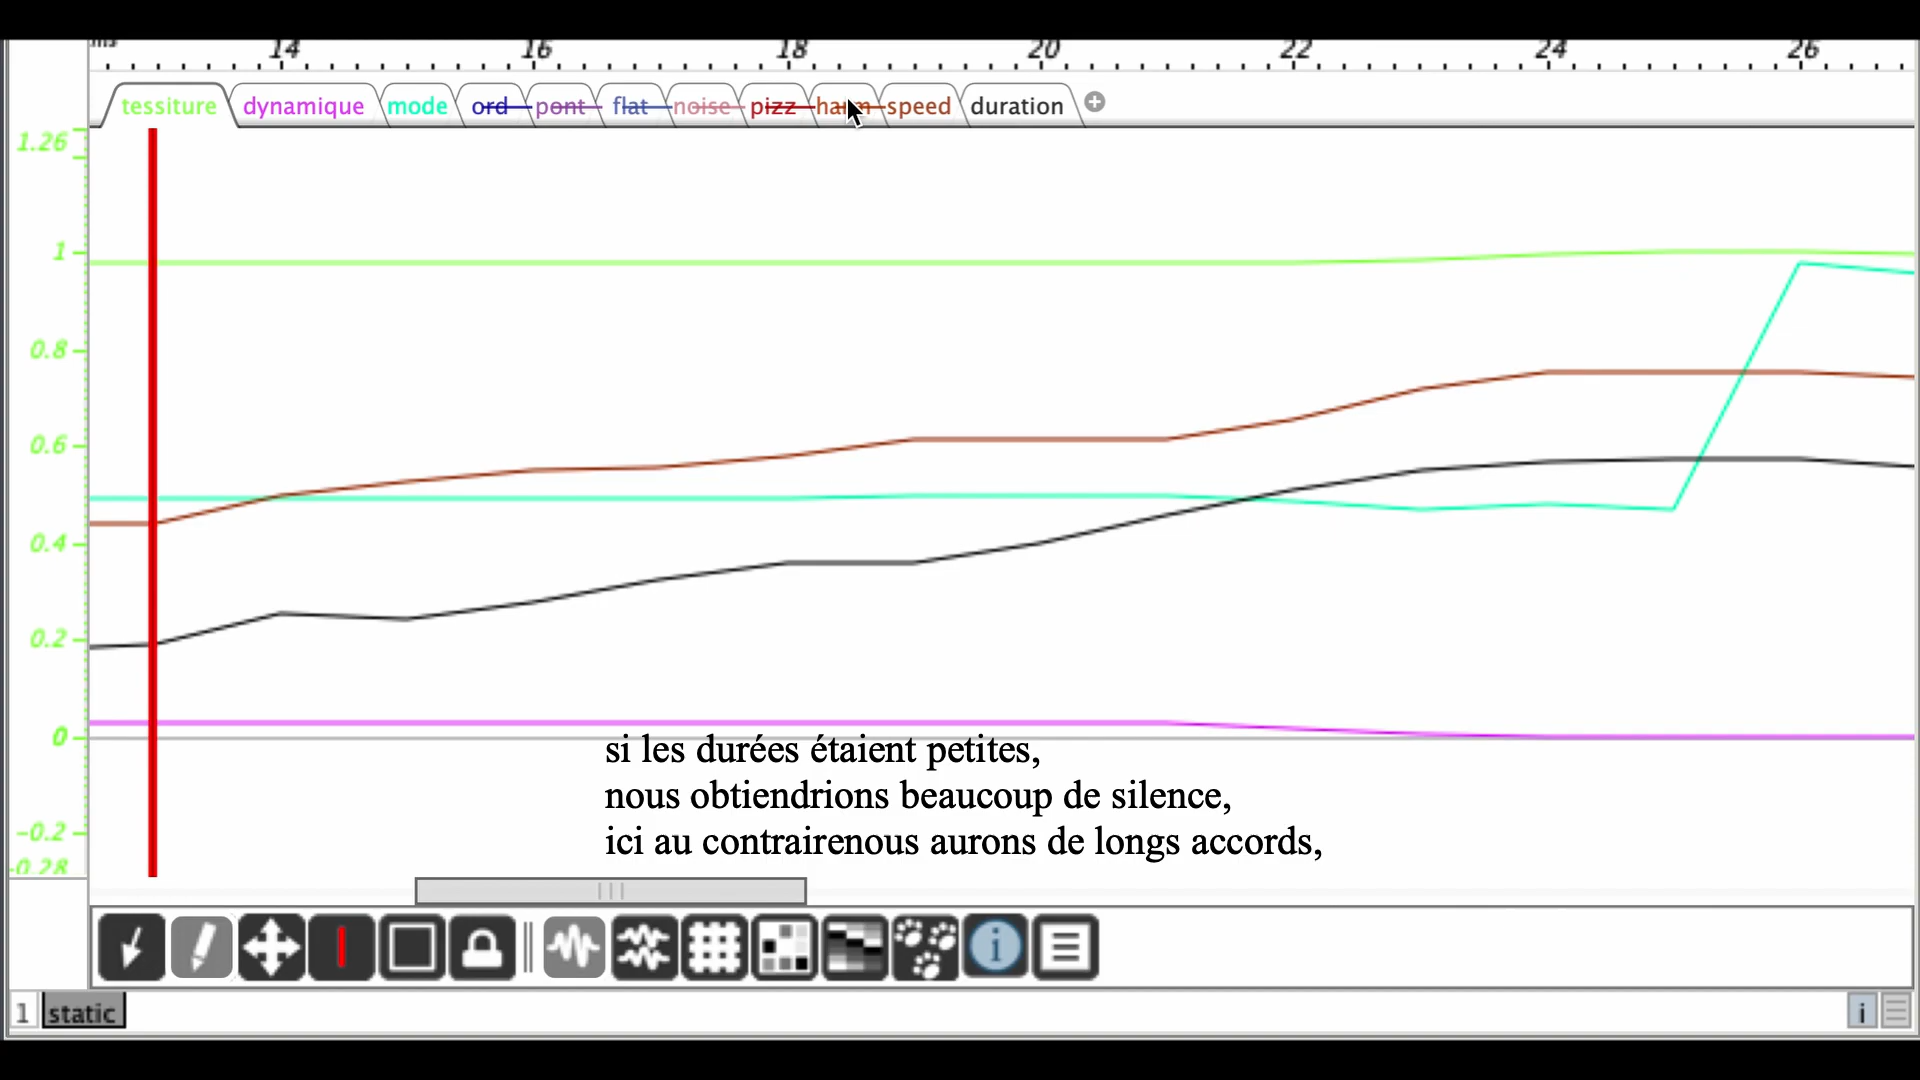 ms 14 16 18 20 22 24 26
tessiture dynamique mode ord pont flat noise pizz harm speed duration
1.26
1
0.8
0.6
0.4
0.2
0
-0.2
-0.28
si les durées étaient petites,
nous obtiendrions beaucoup de silence,
ici au contrairenous aurons de longs accords,
1 static